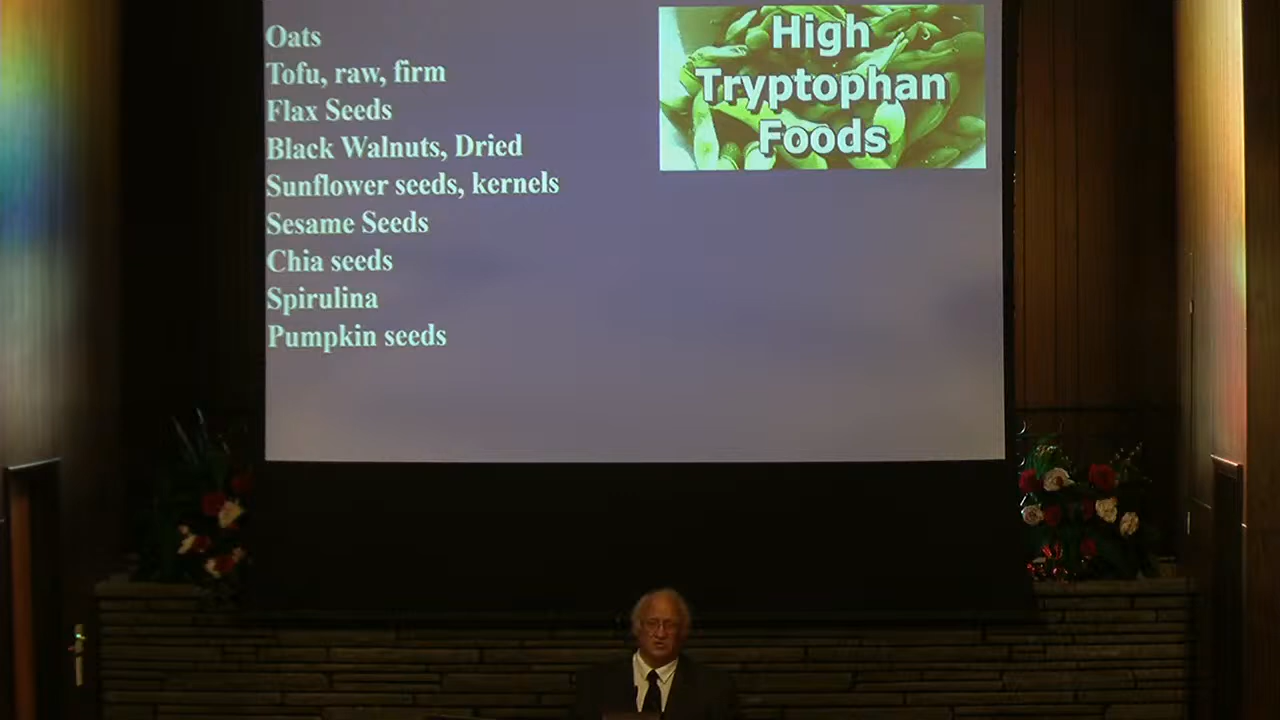 Oats
Tofu, raw, firm
Flax Seeds
Black Walnuts, Dried
Sunflower seeds, kernels
Sesame Seeds
Chia seeds
Spirulina
Pumpkin seeds
High
Tryptophan
Foods